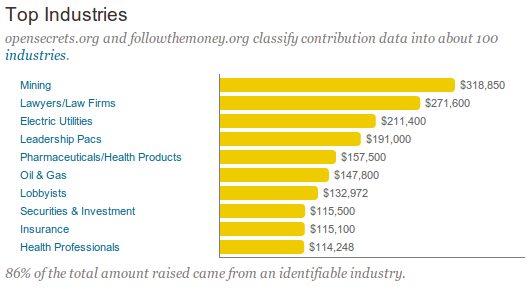 Top Industries
opensecrets.org and followthemoney.org classify contribution data into about 100
industries.
Mining $318,850
Lawyers/Law Firms $271,600
Electric Utilities $211,400
Leadership Pacs $191,000
Pharmaceuticals/Health Products $157,500
Oil & Gas $147,800
Lobbyists $132,972
Securities & Investment $115,500
Insurance $115,100
Health Professionals $114,248
86% of the total amount raised came from an identifiable industry.